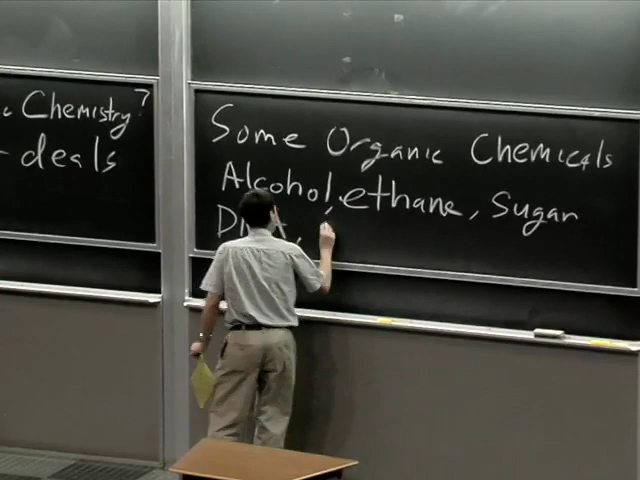 c Chemistry?
- deals
Some Organic Chemicals
Alcohol, ethane, Sugar